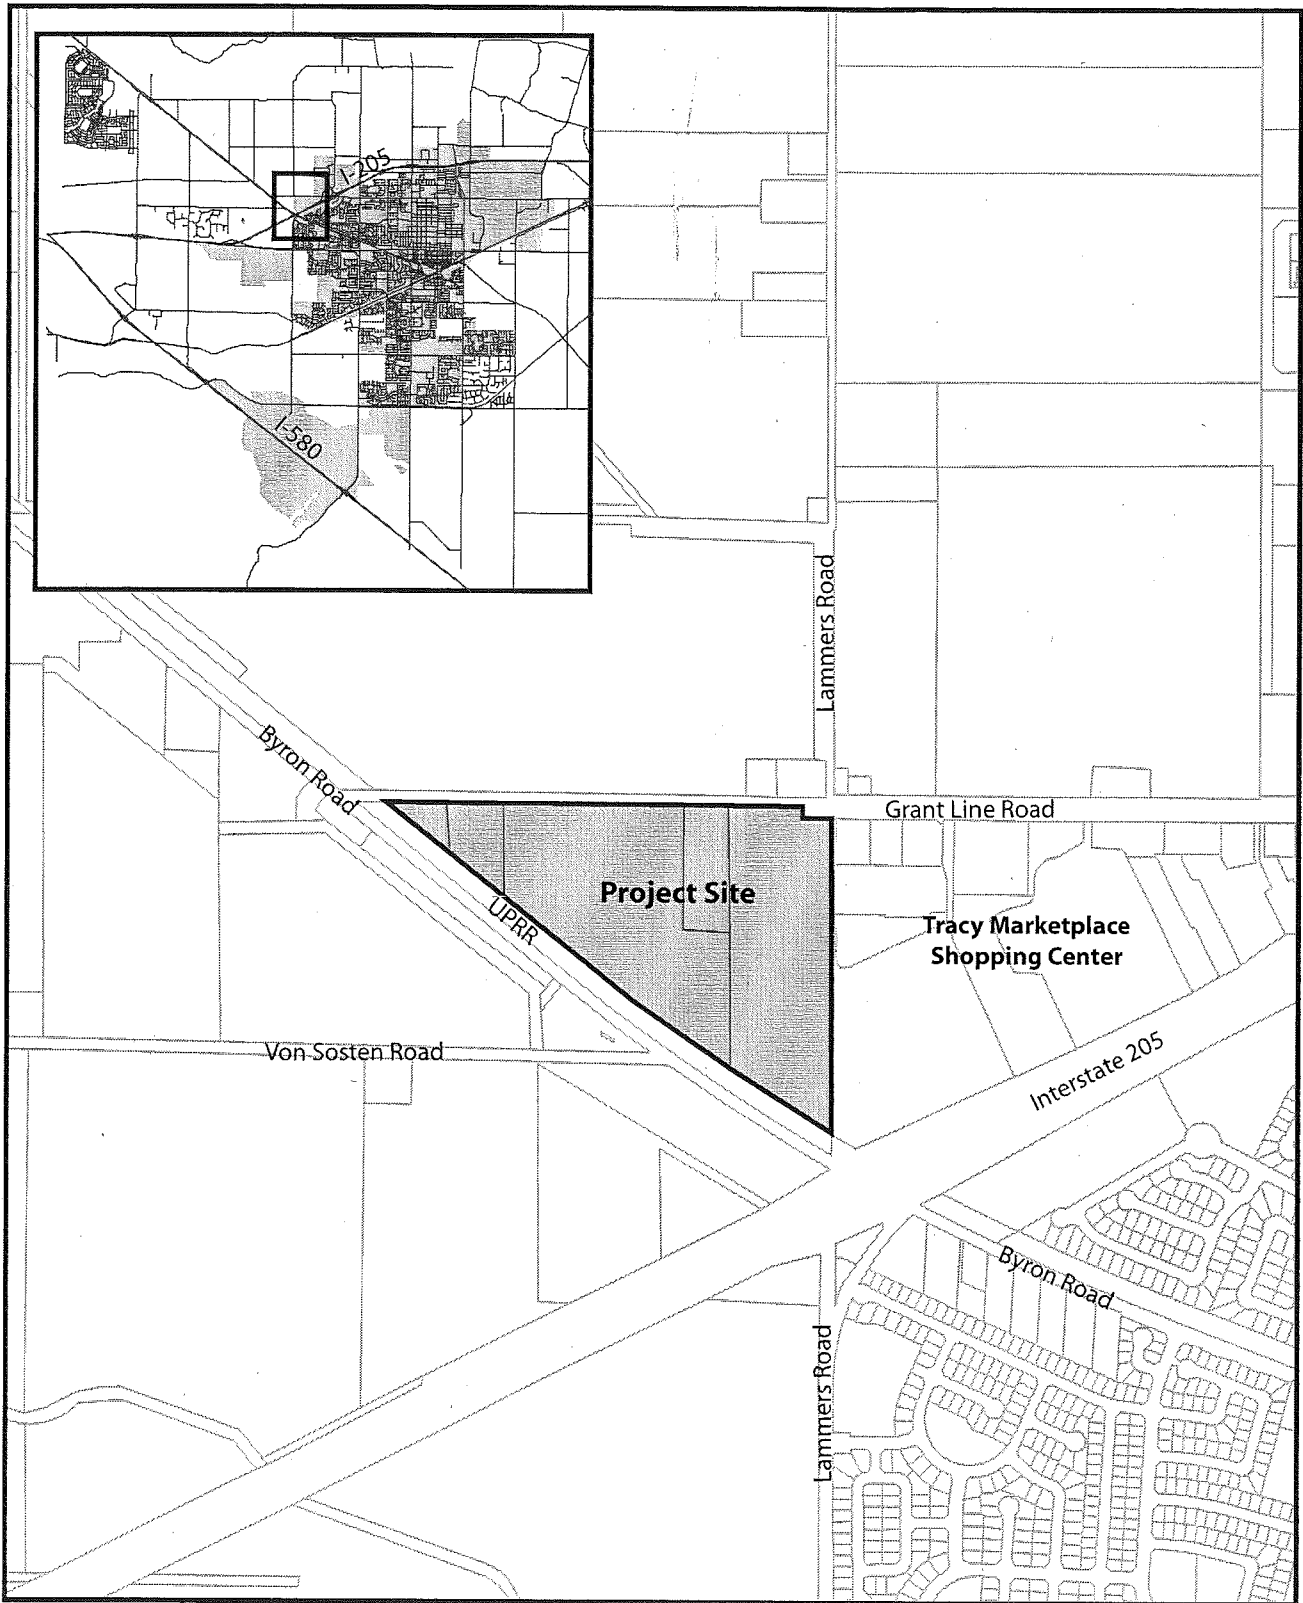 I-205
I-580
Lammers Road
Byron Road
Grant Line Road
Project Site
UPRR
Tracy Marketplace
Shopping Center
Von Sosten Road
Interstate 205
Byron Road
Lammers Road